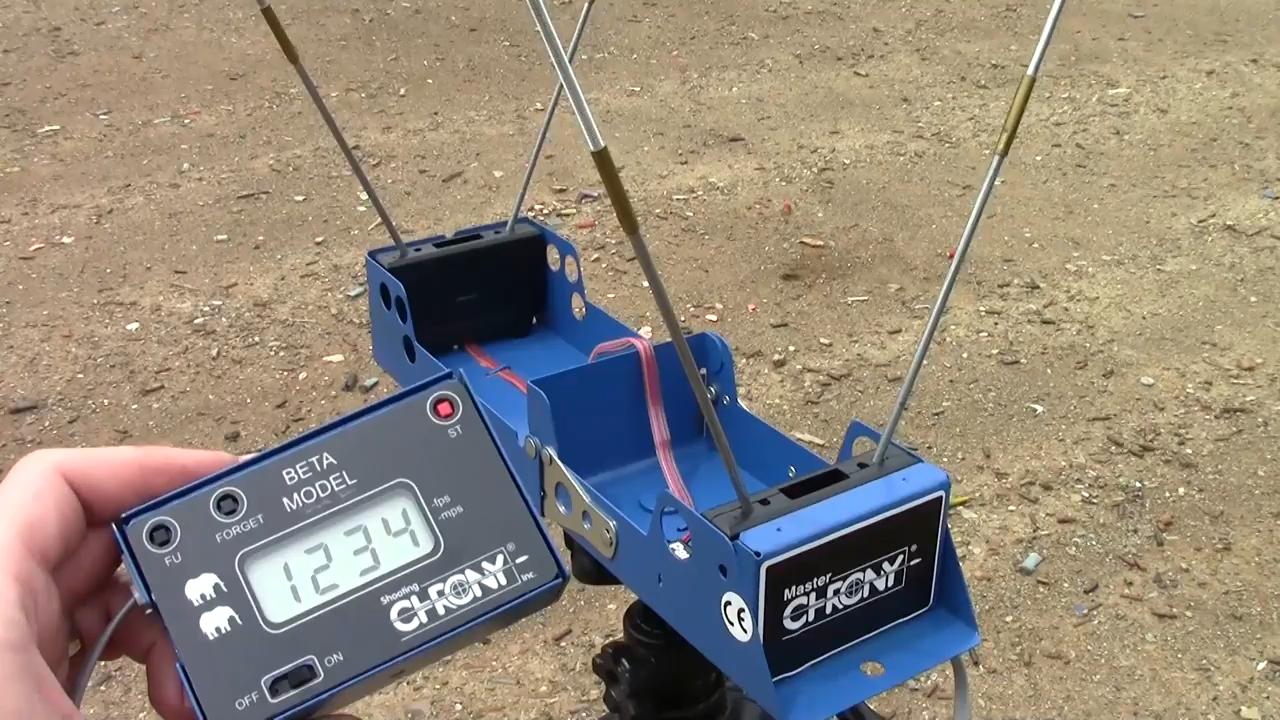 ST
BETA
MODEL
-fps
-mps
FORGET
FU
1234
Shooting
CHRONY® Inc.
ON
OFF
Master
CHRONY®
CE